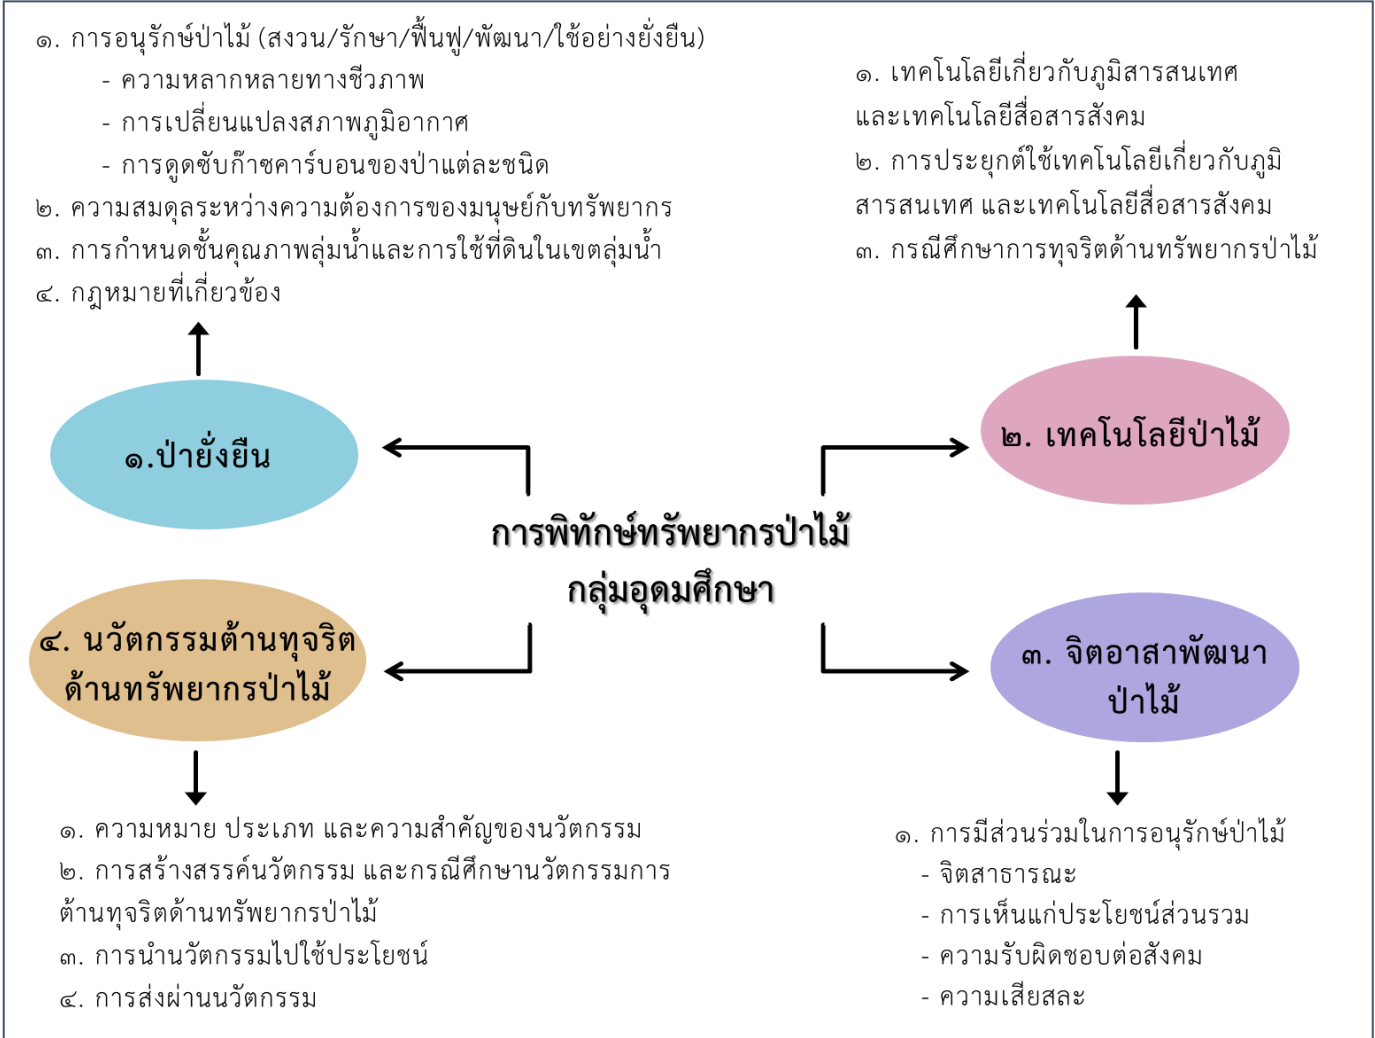 ๑. การอนุรักษ์ป่าไม้ (สงวน/รักษา/ฟื้นฟู/พัฒนา/ใช้อย่างยั่งยืน)
- ความหลากหลายทางชีวภาพ
- การเปลี่ยนแปลงสภาพภูมิอากาศ
- การดูดซับก๊าซคาร์บอนของป่าแต่ละชนิด
๒. ความสมดุลระหว่างความต้องการของมนุษย์กับทรัพยากร
๓. การกำหนดชั้นคุณภาพลุ่มน้ำและการใช้ที่ดินในเขตลุ่มน้ำ
๔. กฎหมายที่เกี่ยวข้อง
๑.ป่ายั่งยืน
๑. เทคโนโลยีเกี่ยวกับภูมิสารสนเทศ
และเทคโนโลยีสื่อสารสังคม
๒. การประยุกต์ใช้เทคโนโลยีเกี่ยวกับภูมิ
สารสนเทศ และเทคโนโลยีสื่อสารสังคม
๓. กรณีศึกษาการทุจริตด้านทรัพยากรป่าไม้
๒. เทคโนโลยีป่าไม้
การพิทักษ์ทรัพยากรป่าไม้
กลุ่มอุดมศึกษา
๔. นวัตกรรมต้านทุจริต
ด้านทรัพยากรป่าไม้
๑. ความหมาย ประเภท และความสำคัญของนวัตกรรม
๒. การสร้างสรรค์นวัตกรรม และกรณีศึกษานวัตกรรมการ
ต้านทุจริตด้านทรัพยากรป่าไม้
๓. การนำนวัตกรรมไปใช้ประโยชน์
๔. การส่งผ่านนวัตกรรม
๓. จิตอาสาพัฒนา
ป่าไม้
๑. การมีส่วนร่วมในการอนุรักษ์ป่าไม้
- จิตสาธารณะ
- การเห็นแก่ประโยชน์ส่วนรวม
- ความรับผิดชอบต่อสังคม
- ความเสียสละ